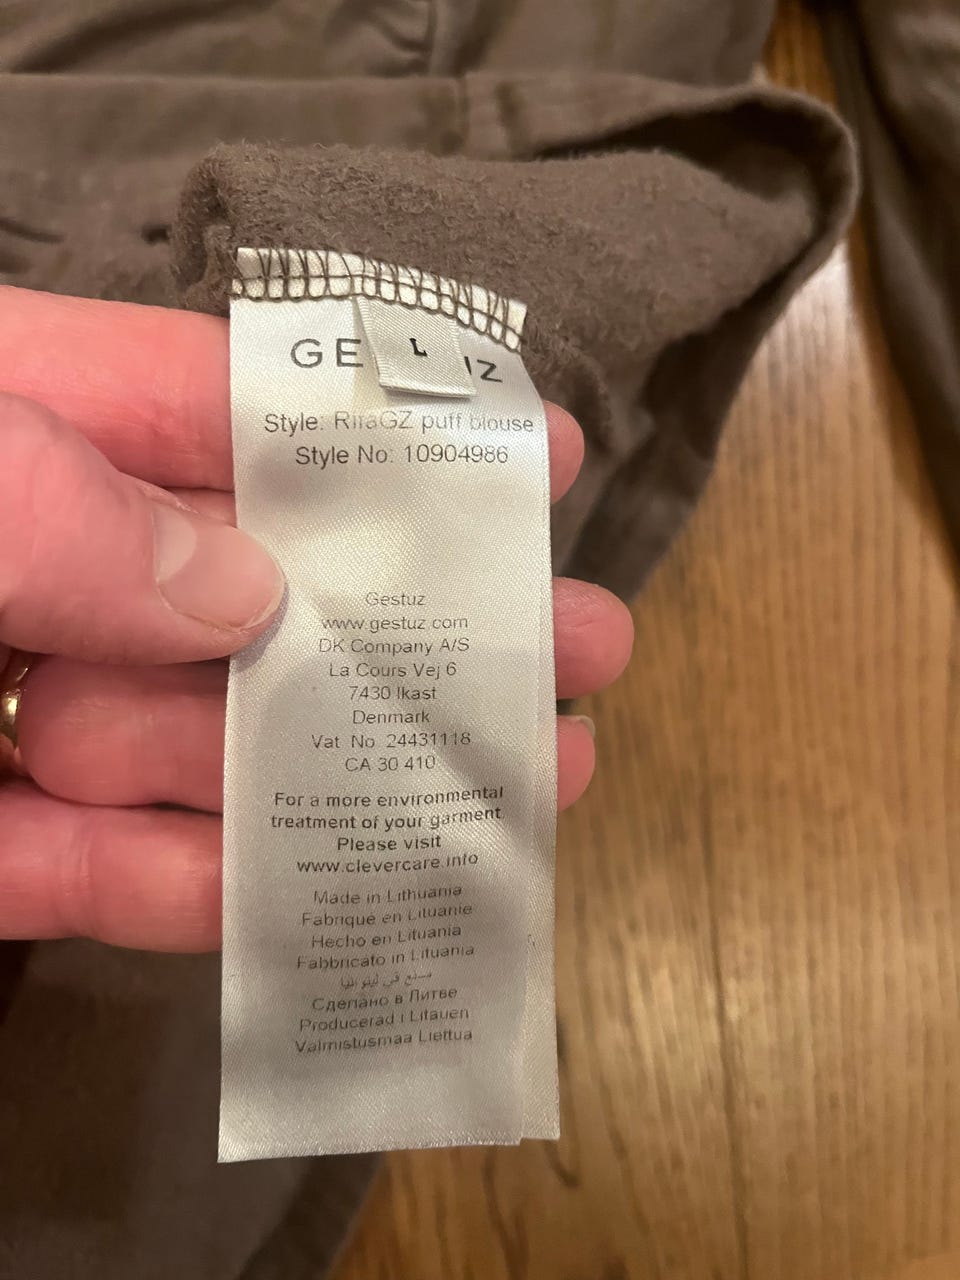 GE
L
Style: puff blouse
Style No: 10904986
Gestuz
www.gestuz.com
DK Company A/S
La Cours Vej 6
7430 Ikast
Denmark
Vat No 24431118
CA 30 410
For a more environmental
treatment of your garment.
Please visit
www.clevercare.info
Made in Lithuania
Fabrique en Lituanie
Hecho en Lituania
Fabbricato in Lituania
Сделано в Литве
Producerad i Litauen
Valmistusmaa Liettua